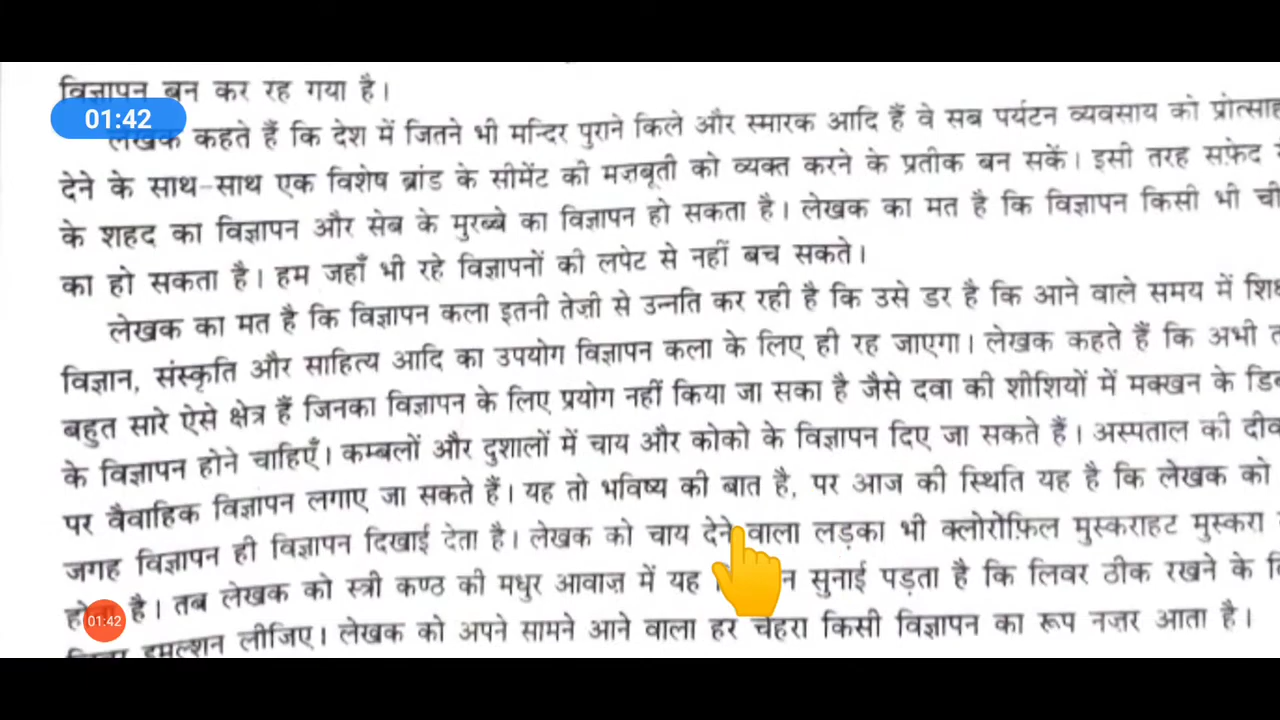 विज्ञापन बन कर रह गया है।
01:42
लेखक कहते हैं कि देश में जितने भी मन्दिर पुराने किले और स्मारक आदि हैं वे सब पर्यटन व्यवसाय को
देने के साथ-साथ एक विशेष ब्रांड के सीमेंट की मज़बूती को व्यक्त करने के प्रतीक बन सकें। इसी तरह सफ़ेद
के शहद का विज्ञापन और सेब के मुरब्बे का विज्ञापन हो सकता है। लेखक का मत है कि विज्ञापन किसी भी
का हो सकता है। हम जहाँ भी रहे विज्ञापनों की लपेट से नहीं बच सकते।
लेखक का मत है कि विज्ञापन कला इतनी तेज़ी से उन्नति कर रही है कि उसे डर है कि आने वाले समय में
विज्ञान, संस्कृति और साहित्य आदि का उपयोग विज्ञापन कला के लिए ही रह जाएगा। लेखक कहते हैं कि अभी
बहुत सारे ऐसे क्षेत्र हैं जिनका विज्ञापन के लिए प्रयोग नहीं किया जा सका है जैसे दवा की शीशियों में मक्खन के
के विज्ञापन होने चाहिएँ। कम्बलों और दुशालों में चाय और कोको के विज्ञापन दिए जा सकते हैं। अस्पताल की
पर वैवाहिक विज्ञापन लगाए जा सकते हैं। यह तो भविष्य की बात है, पर आज की स्थिति यह है कि लेखक को
जगह विज्ञापन ही विज्ञापन दिखाई देता है। लेखक को चाय देने वाला लड़का भी क्लोरोफ़िल मुस्कराहट मुस्करा
है। तब लेखक को स्त्री कण्ठ की मधुर आवाज़ में यह सुनाई पड़ता है कि लिवर ठीक रखने के
01:42
इमल्शन लीजिए। लेखक को अपने सामने आने वाला हर चेहरा किसी विज्ञापन का रूप नज़र आता है।